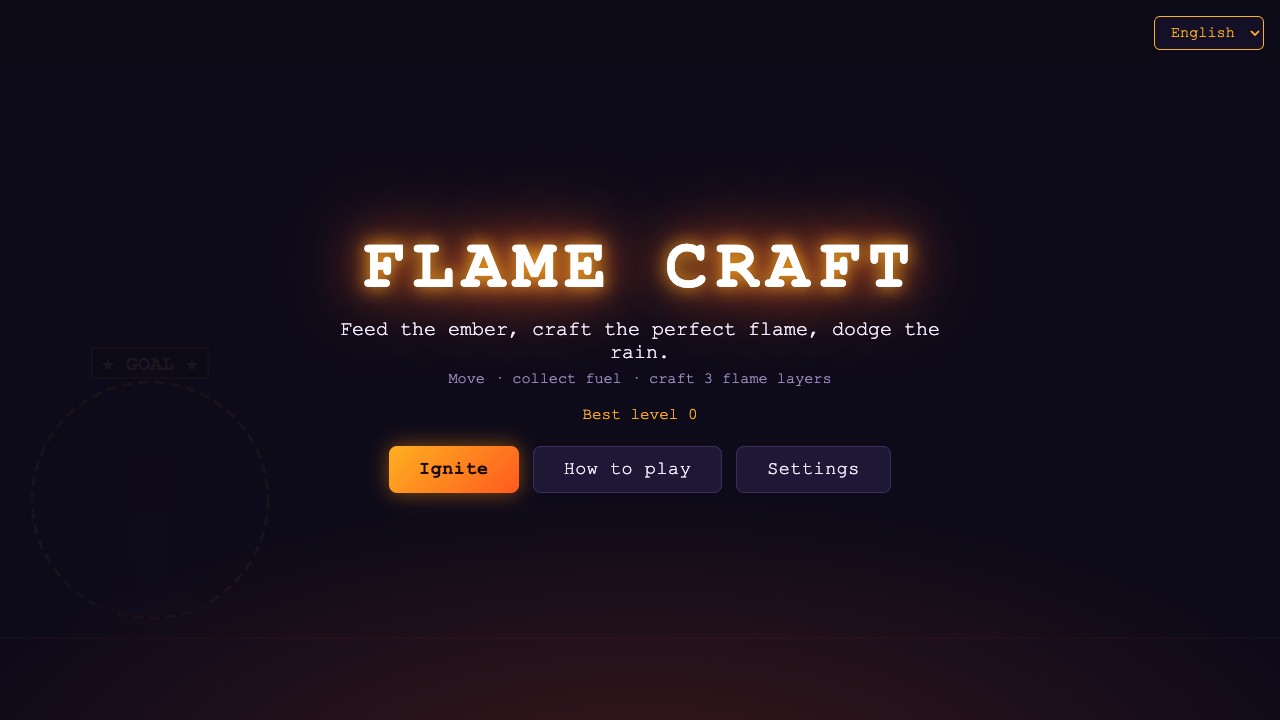 English
FLAME CRAFT
Feed the ember, craft the perfect flame, dodge the
rain.
★ GOAL ★
Move · collect fuel · craft 3 flame layers
Best level 0
Ignite
How to play
Settings